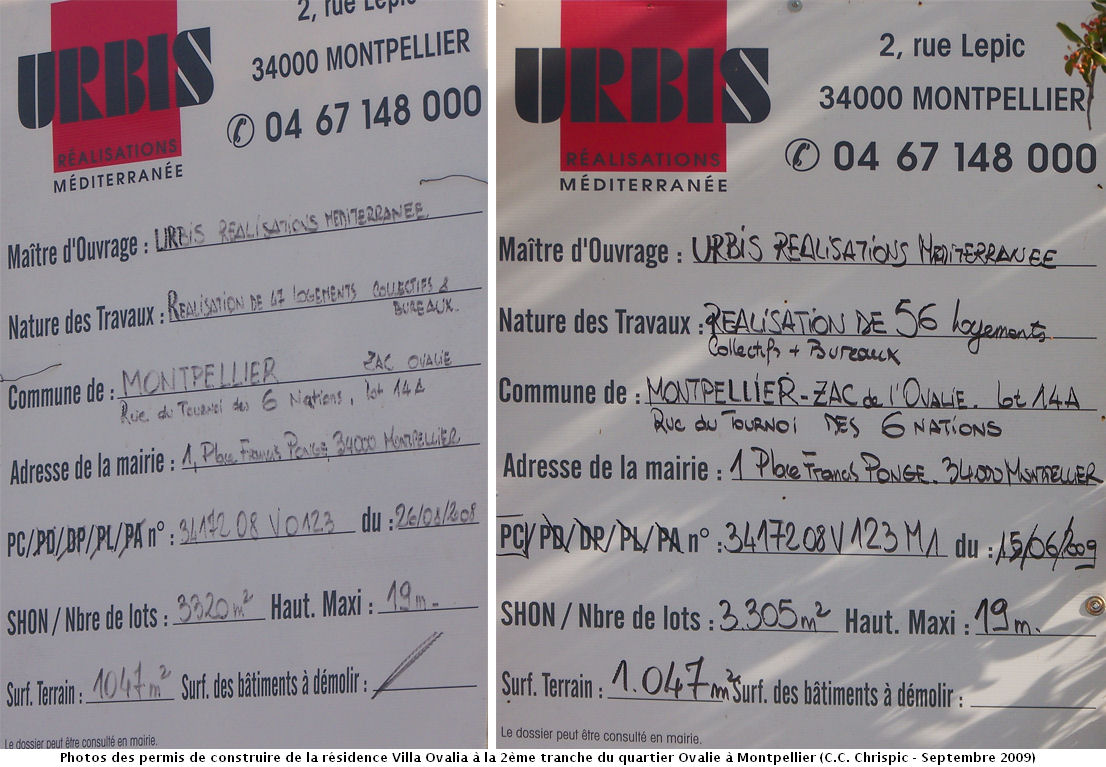 2, rue Lepic
URBIS
34000 MONTPELLIER
✆ 04 67 148 000
RÉALISATIONS
MÉDITERRANÉE
Maître d'Ouvrage : URBIS REALISATIONS MEDITERRANEE
Nature des Travaux : REALISATION DE 47 LOGEMENTS COLLECTIFS &
BUREAUX.
Commune de : MONTPELLIER ZAC OVALIE
Rue du Tournoi des 6 Nations, lot 14A
Adresse de la mairie : 1, Place Francis Ponge, 34000 MONTPELLIER
PC/PD/DP/PL/PA n° : 34172 08 V 0123 du : 26/08/2008
SHON / Nbre de lots : 3320 m² Haut. Maxi : 19 m.
Surf. Terrain : 1047 m² Surf. des bâtiments à démolir :
Le dossier peut être consulté en mairie.
2, rue Lepic
URBIS
34000 MONTPELLIER
✆ 04 67 148 000
RÉALISATIONS
MÉDITERRANÉE
Maître d'Ouvrage : URBIS REALISATIONS MEDITERRANEE
Nature des Travaux : REALISATION DE 56 logements
Collectifs + Bureaux
Commune de : MONTPELLIER - ZAC de l'OVALIE. Lot 14A
Rue du TOURNOI DES 6 NATIONS
Adresse de la mairie : 1 Place Francis PONGE. 34000 MONTPELLIER
PC/PD/DP/PL/PA n° : 3417208V123M1 du : 15/06/2009
SHON / Nbre de lots : 3.305 m² Haut. Maxi : 19 m.
Surf. Terrain : 1.047 m² Surf. des bâtiments à démolir :
Le dossier peut être consulté en mairie.
Photos des permis de construire de la résidence Villa Ovalia à la 2ème tranche du quartier Ovalie à Montpellier (C.C. Chrispic - Septembre 2009)